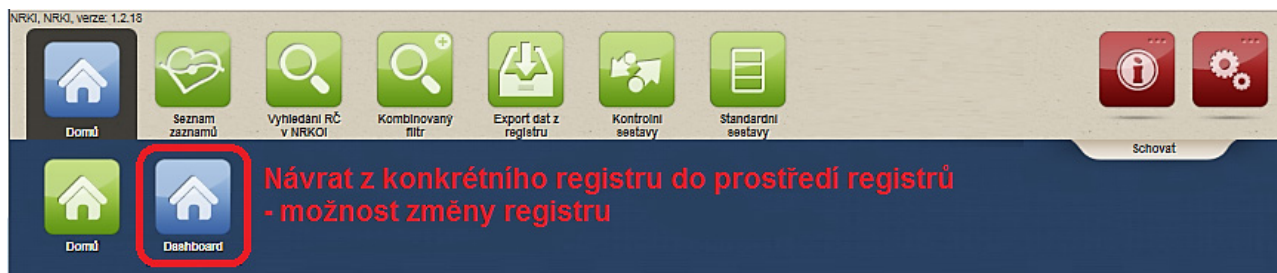 NRKI, NRKI, verze: 1.2.18
Domů
Seznam
zaznamů
Vyhledání RČ
v NRKOI
Kombinovaný
filtr
Export dat z
registru
Kontrolní
sestavy
Standardní
sestavy
Schovat
Domů
Dashboard
Návrat z konkrétního registru do prostředí registrů
- možnost změny registru